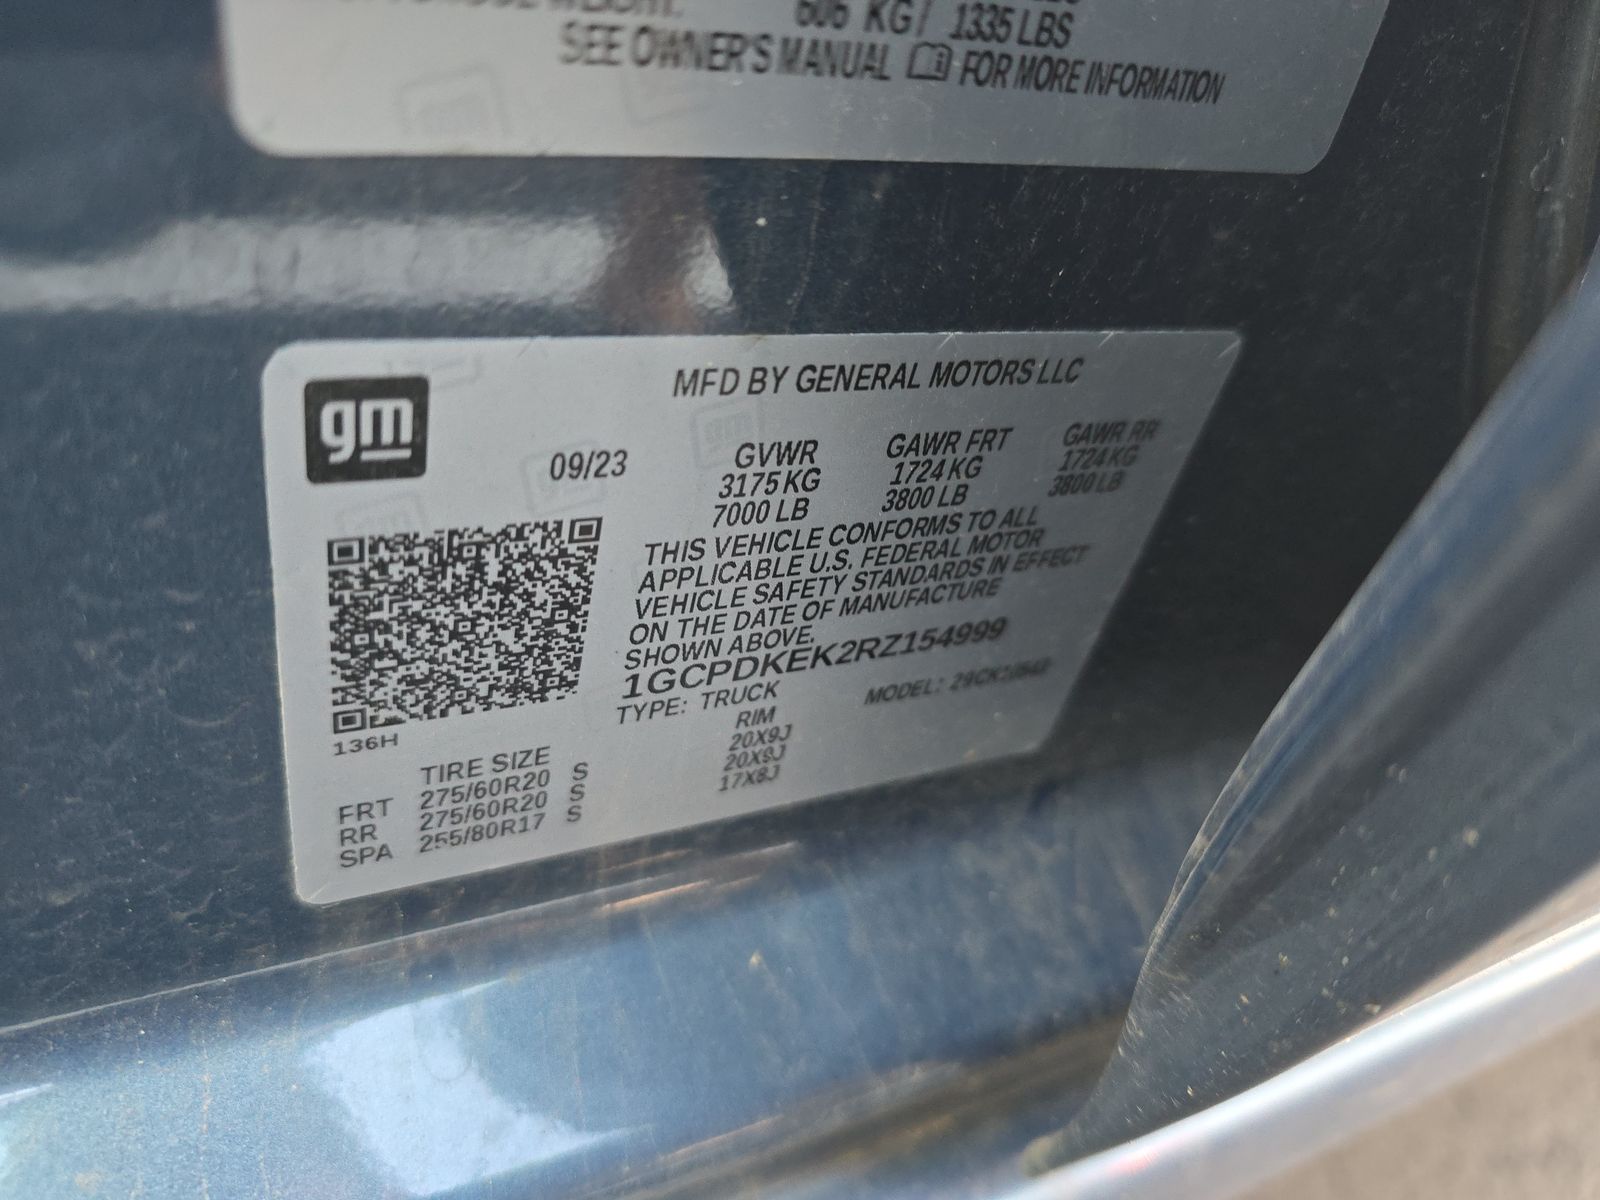 606 KG / 1335 LBS
SEE OWNER'S MANUAL FOR MORE INFORMATION
gm
MFD BY GENERAL MOTORS LLC
09/23
GVWR GAWR FRT GAWR RR
3175 KG 1724 KG 1724 KG
7000 LB 3800 LB 3800 LB
THIS VEHICLE CONFORMS TO ALL
APPLICABLE U.S. FEDERAL MOTOR
VEHICLE SAFETY STANDARDS IN EFFECT
ON THE DATE OF MANUFACTURE
SHOWN ABOVE.
1GCPDKEK2RZ154999
TYPE: TRUCK MODEL:
136H
TIRE SIZE RIM
FRT 275/60R20 S 20X9J
RR 275/60R20 S 20X9J
SPA 255/80R17 S 17X8J